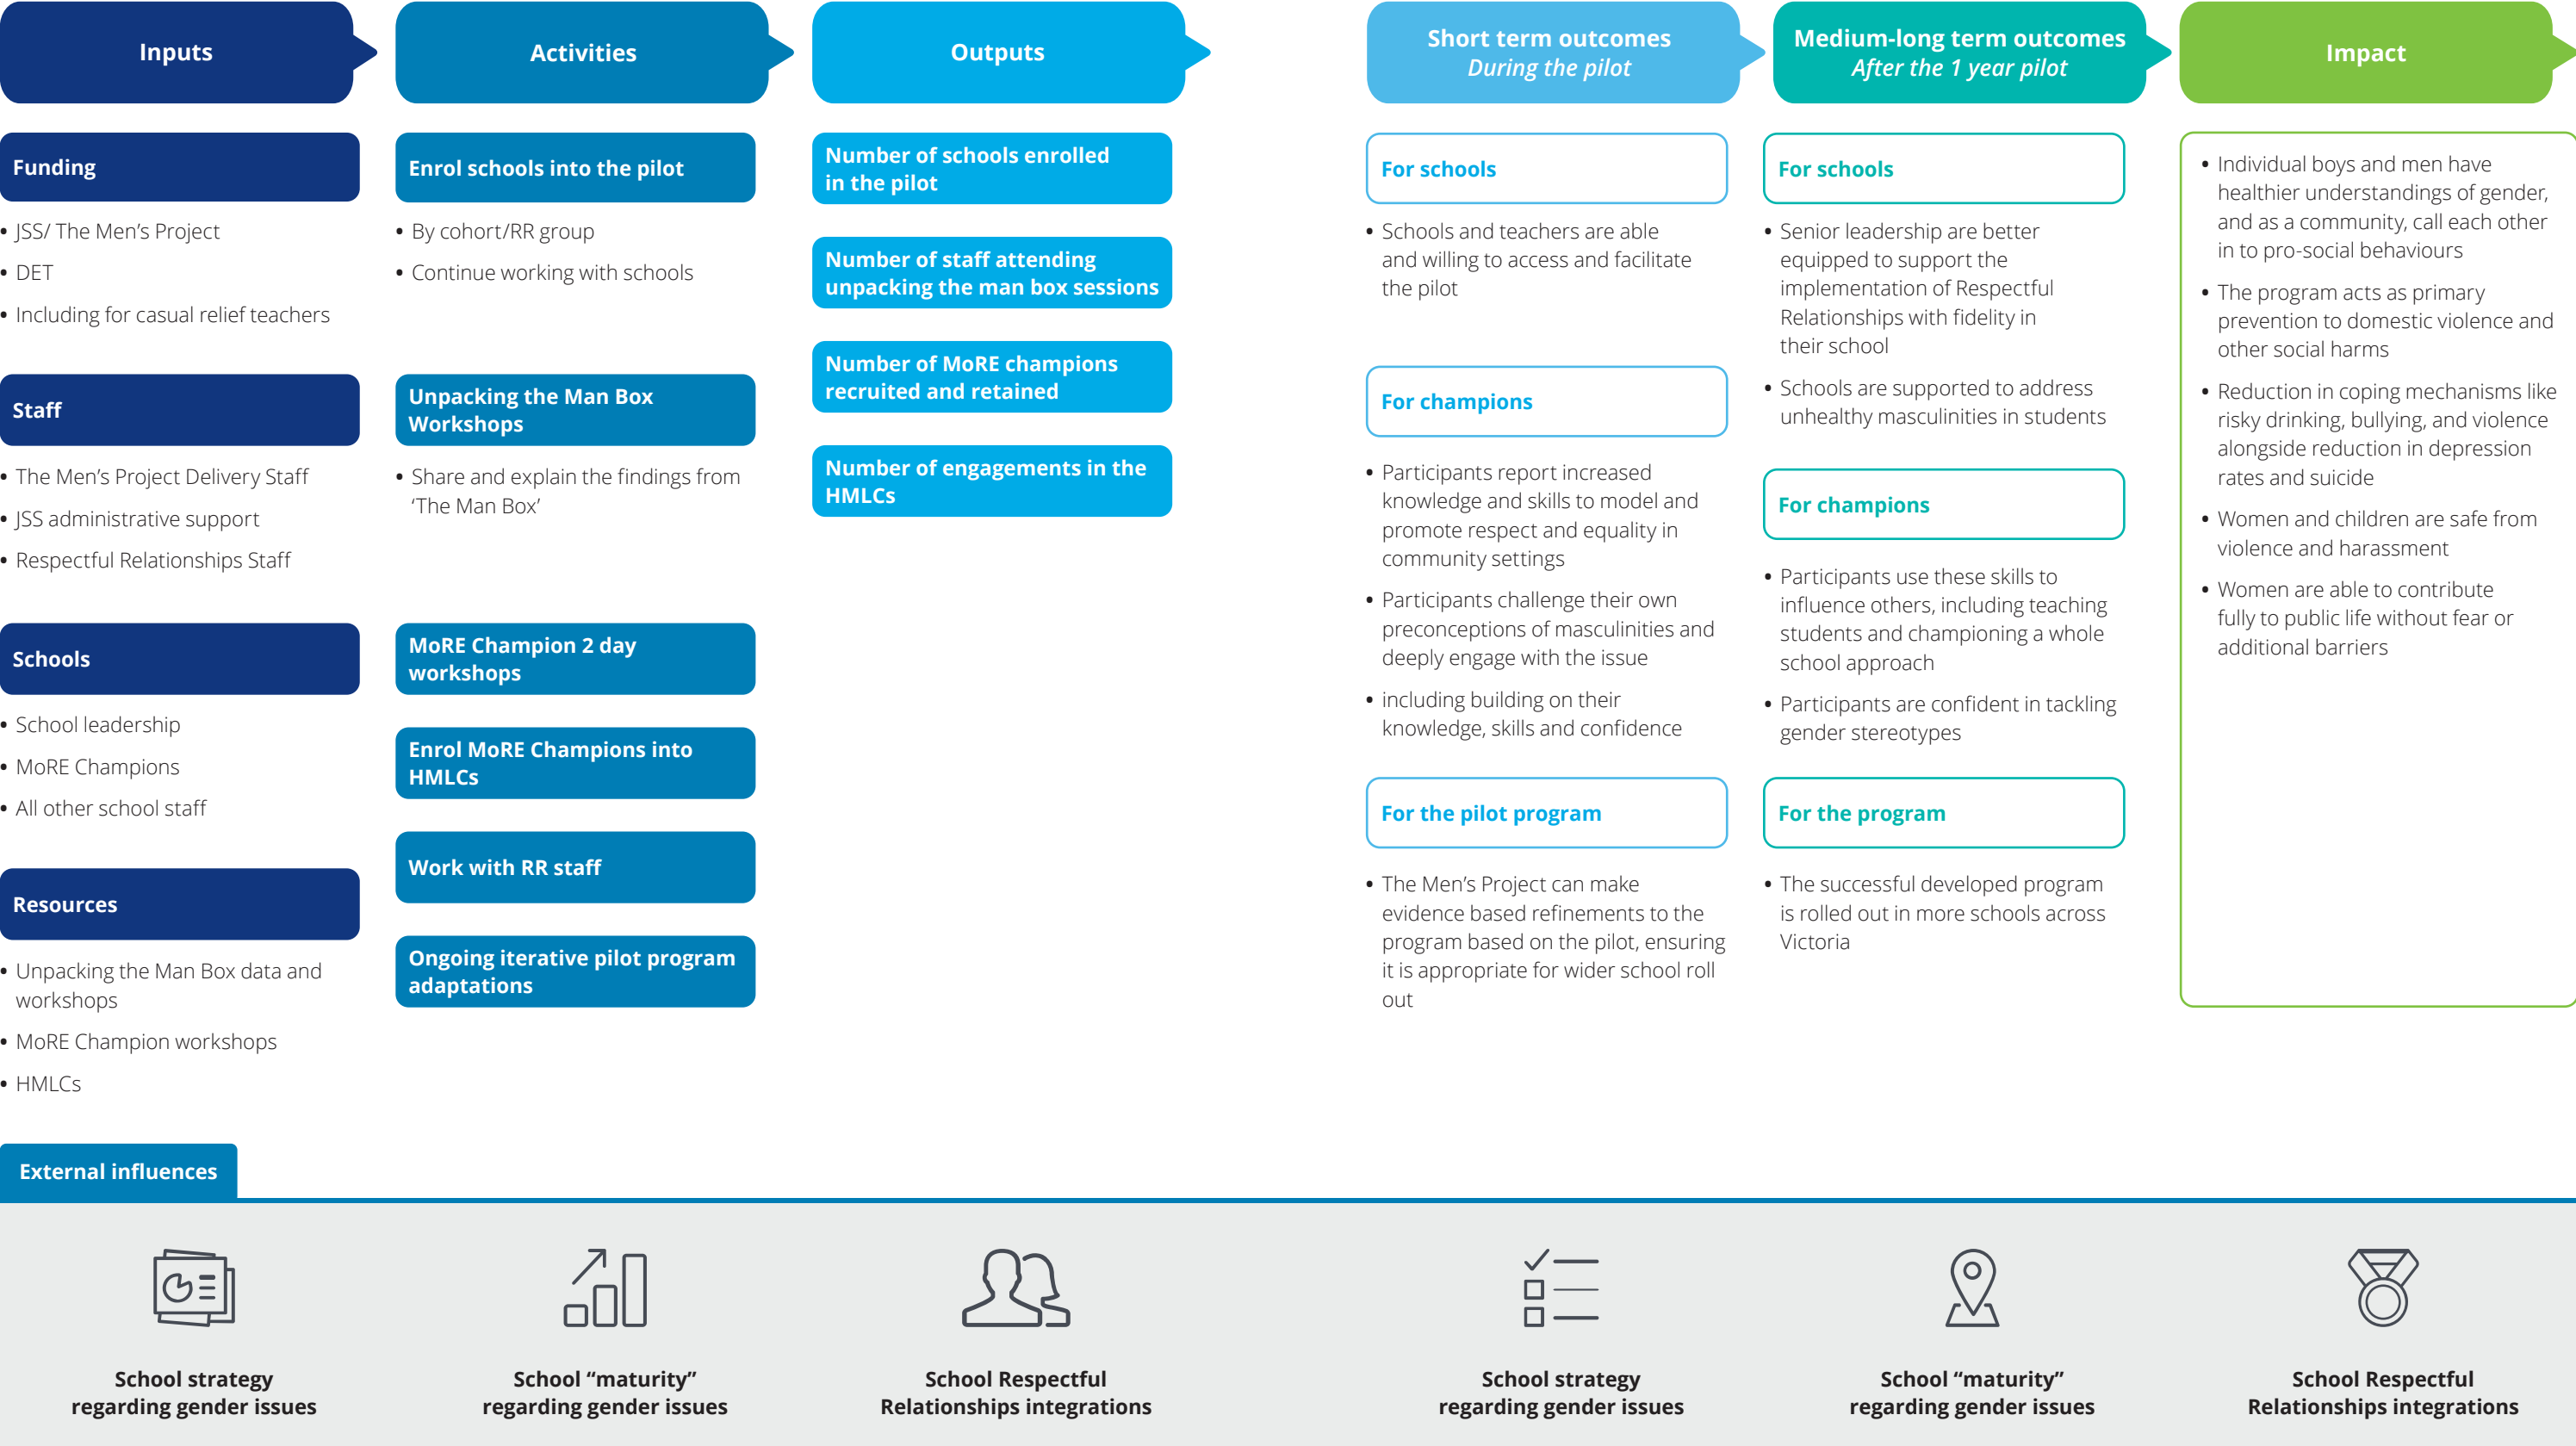 Inputs
Activities
Outputs
Short term outcomes
During the pilot
Medium-long term outcomes
After the 1 year pilot
Impact
Funding
• JSS/ The Men’s Project
• DET
• Including for casual relief teachers
Staff
• The Men’s Project Delivery Staff
• JSS administrative support
• Respectful Relationships Staff
Schools
• School leadership
• MoRE Champions
• All other school staff
Resources
• Unpacking the Man Box data and
workshops
• MoRE Champion workshops
• HMLCs
Enrol schools into the pilot
• By cohort/RR group
• Continue working with schools
Unpacking the Man Box
Workshops
• Share and explain the findings from
‘The Man Box’
MoRE Champion 2 day
workshops
Enrol MoRE Champions into
HMLCs
Work with RR staff
Ongoing iterative pilot program
adaptations
Number of schools enrolled
in the pilot
Number of staff attending
unpacking the man box sessions
Number of MoRE champions
recruited and retained
Number of engagements in the
HMLCs
For schools
• Schools and teachers are able
and willing to access and facilitate
the pilot
For champions
• Participants report increased
knowledge and skills to model and
promote respect and equality in
community settings
• Participants challenge their own
preconceptions of masculinities and
deeply engage with the issue
• including building on their
knowledge, skills and confidence
For the pilot program
• The Men’s Project can make
evidence based refinements to the
program based on the pilot, ensuring
it is appropriate for wider school roll
out
For schools
• Senior leadership are better
equipped to support the
implementation of Respectful
Relationships with fidelity in
their school
• Schools are supported to address
unhealthy masculinities in students
For champions
• Participants use these skills to
influence others, including teaching
students and championing a whole
school approach
• Participants are confident in tackling
gender stereotypes
For the program
• The successful developed program
is rolled out in more schools across
Victoria
• Individual boys and men have
healthier understandings of gender,
and as a community, call each other
in to pro-social behaviours
• The program acts as primary
prevention to domestic violence and
other social harms
• Reduction in coping mechanisms like
risky drinking, bullying, and violence
alongside reduction in depression
rates and suicide
• Women and children are safe from
violence and harassment
• Women are able to contribute
fully to public life without fear or
additional barriers
External influences
School strategy
regarding gender issues
School “maturity”
regarding gender issues
School Respectful
Relationships integrations
School strategy
regarding gender issues
School “maturity”
regarding gender issues
School Respectful
Relationships integrations